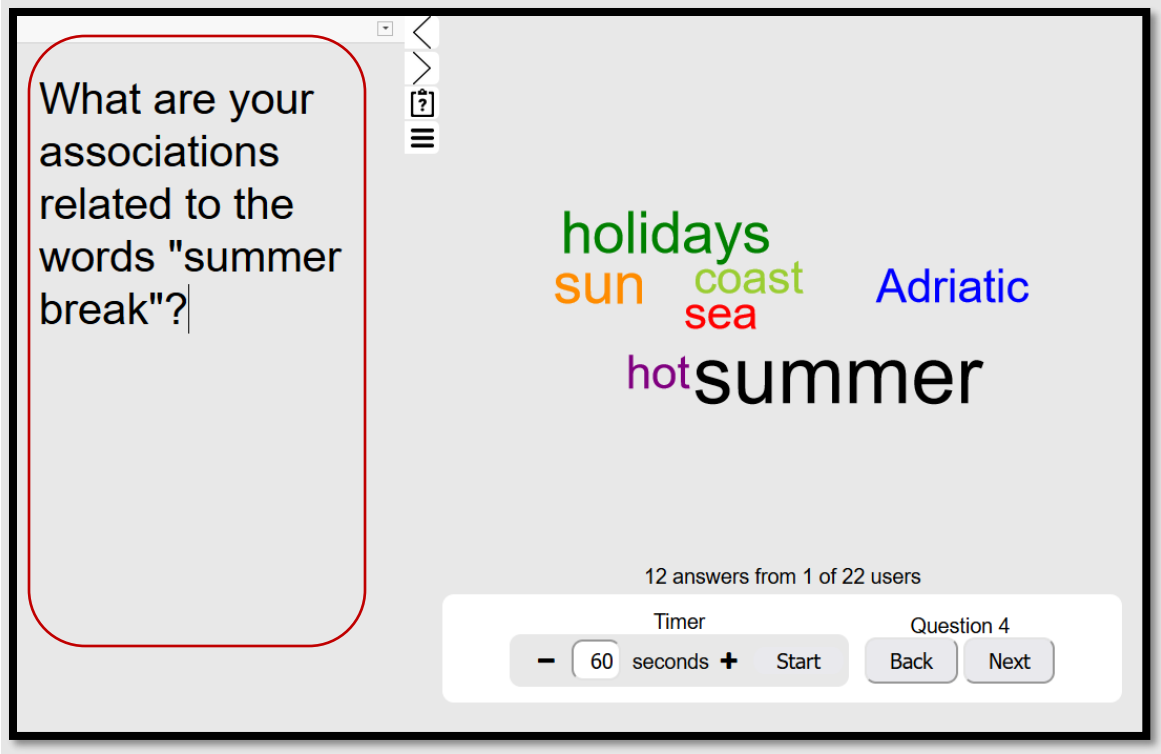 What are your
associations
related to the
words "summer
break"?
holidays
sun coast Adriatic
sea
hot summer
12 answers from 1 of 22 users
Timer Question 4
60 seconds Start Back Next